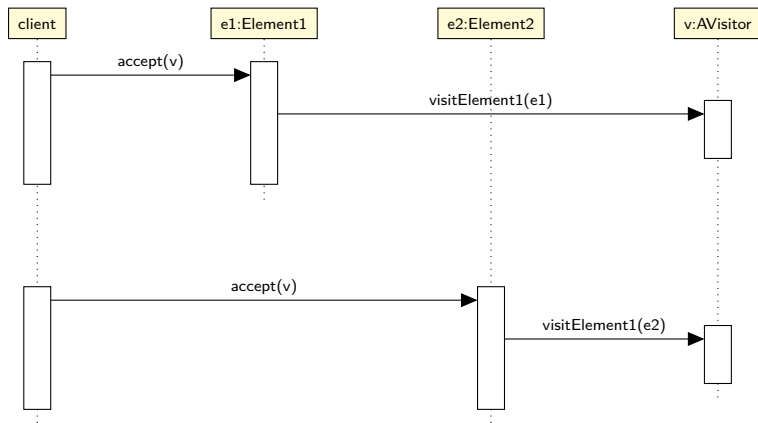 client
e1:Element1
e2:Element2
v:AVisitor
accept(v)
visitElement1(e1)
accept(v)
visitElement1(e2)